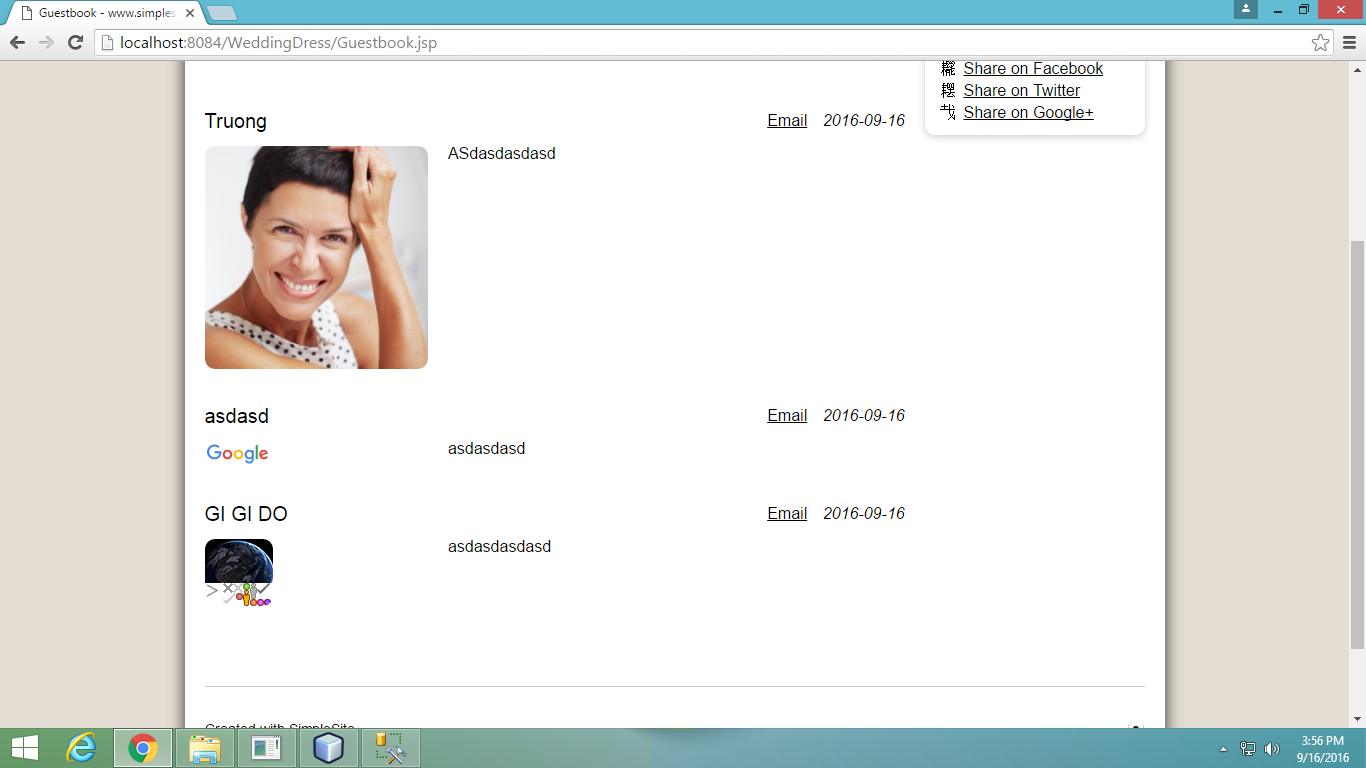 Guestbook - www.simples
localhost:8084/WeddingDress/Guestbook.jsp
Share on Facebook
Share on Twitter
Share on Google+
Truong Email 2016-09-16
ASdasdasdasd
asdasd Email 2016-09-16
Google asdasdasd
GI GI DO Email 2016-09-16
asdasdasdasd
Created with SimpleSite
3:56 PM
9/16/2016